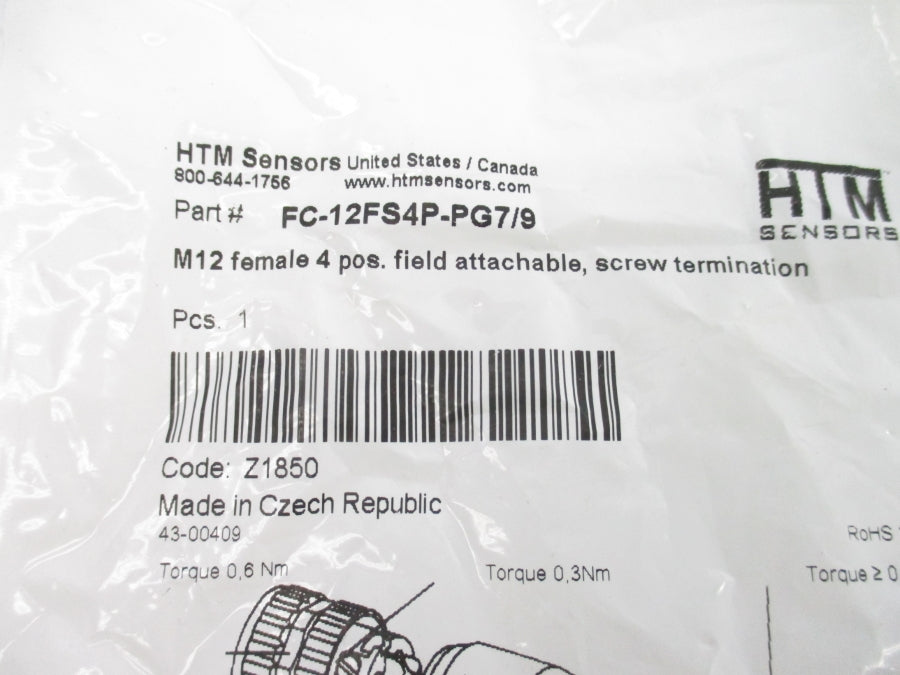 HTM Sensors United States / Canada
800-644-1756 www.htmsensors.com
Part # FC-12FS4P-PG7/9
HTM
SENSORS
M12 female 4 pos. field attachable, screw termination
Pcs. 1
Code: Z1850
Made in Czech Republic
43-00409
RoHS
Torque 0,6 Nm Torque 0,3Nm Torque ≥ 0